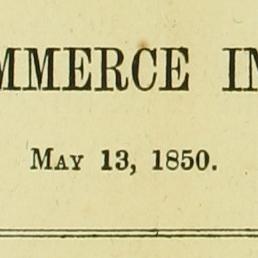 MMERCE IN
MAY 13, 1850.